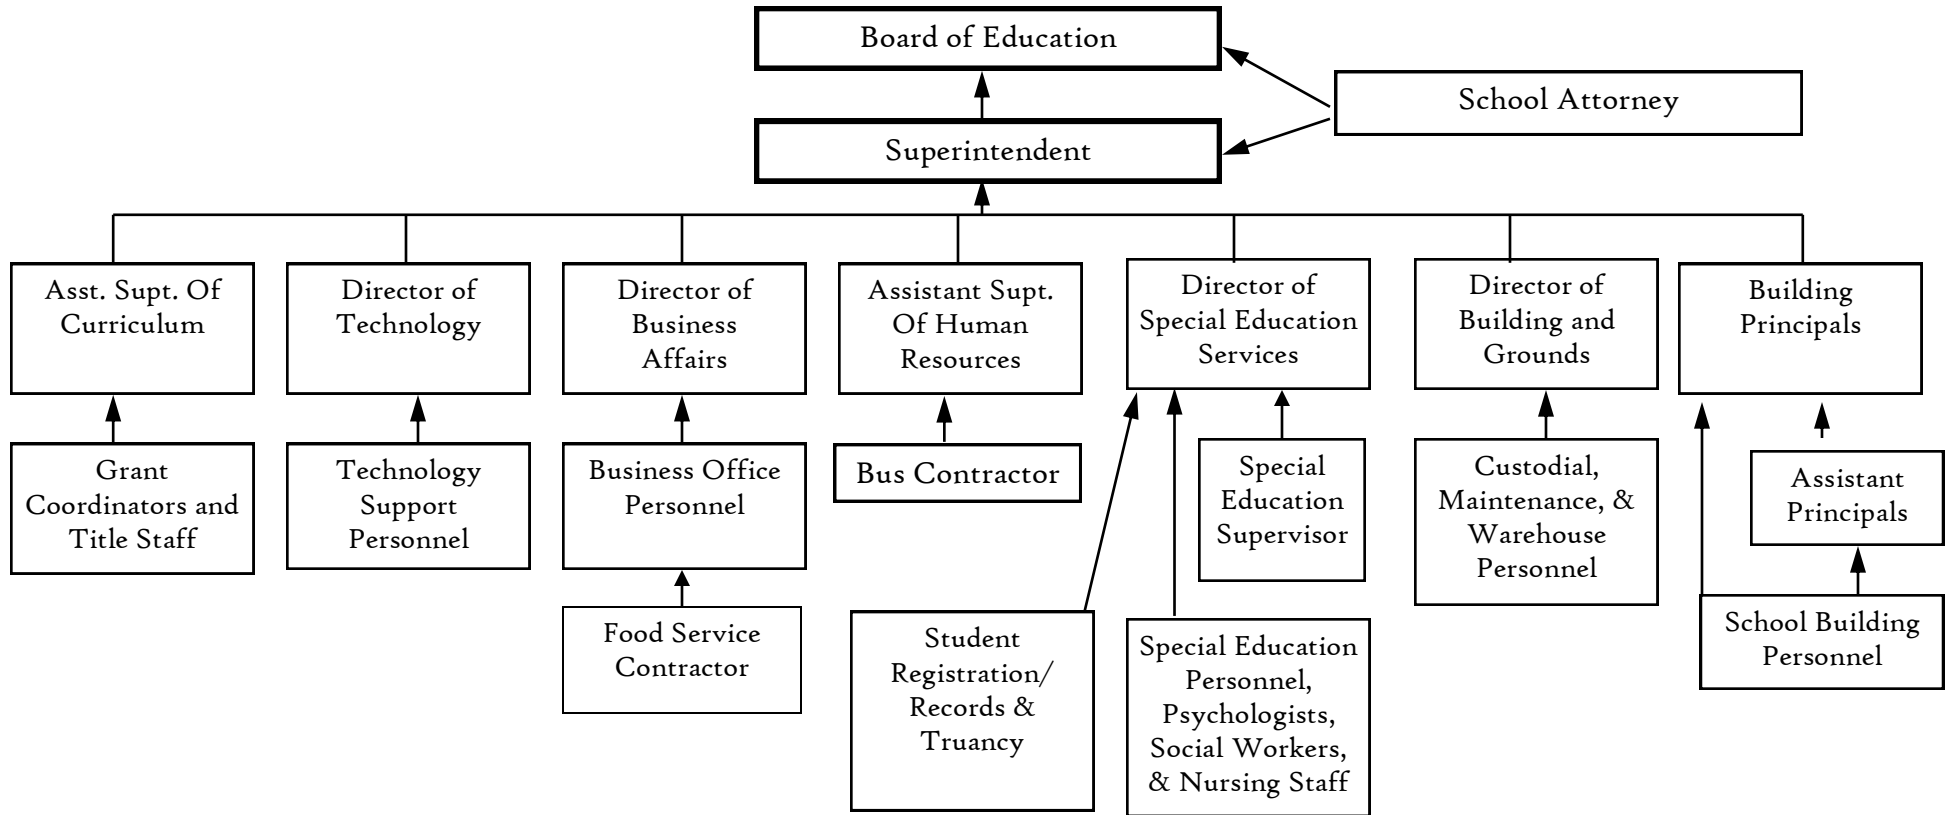 Board of Education
School Attorney
Superintendent
Asst. Supt. Of
Curriculum
Director of
Technology
Director of
Business
Affairs
Assistant Supt.
Of Human
Resources
Director of
Special Education
Services
Director of
Building and
Grounds
Building
Principals
Grant
Coordinators and
Title Staff
Technology
Support
Personnel
Business Office
Personnel
Bus Contractor
Special
Education
Supervisor
Custodial,
Maintenance, &
Warehouse
Personnel
Assistant
Principals
Food Service
Contractor
Student
Registration/
Records &
Truancy
Special Education
Personnel,
Psychologists,
Social Workers,
& Nursing Staff
School Building
Personnel